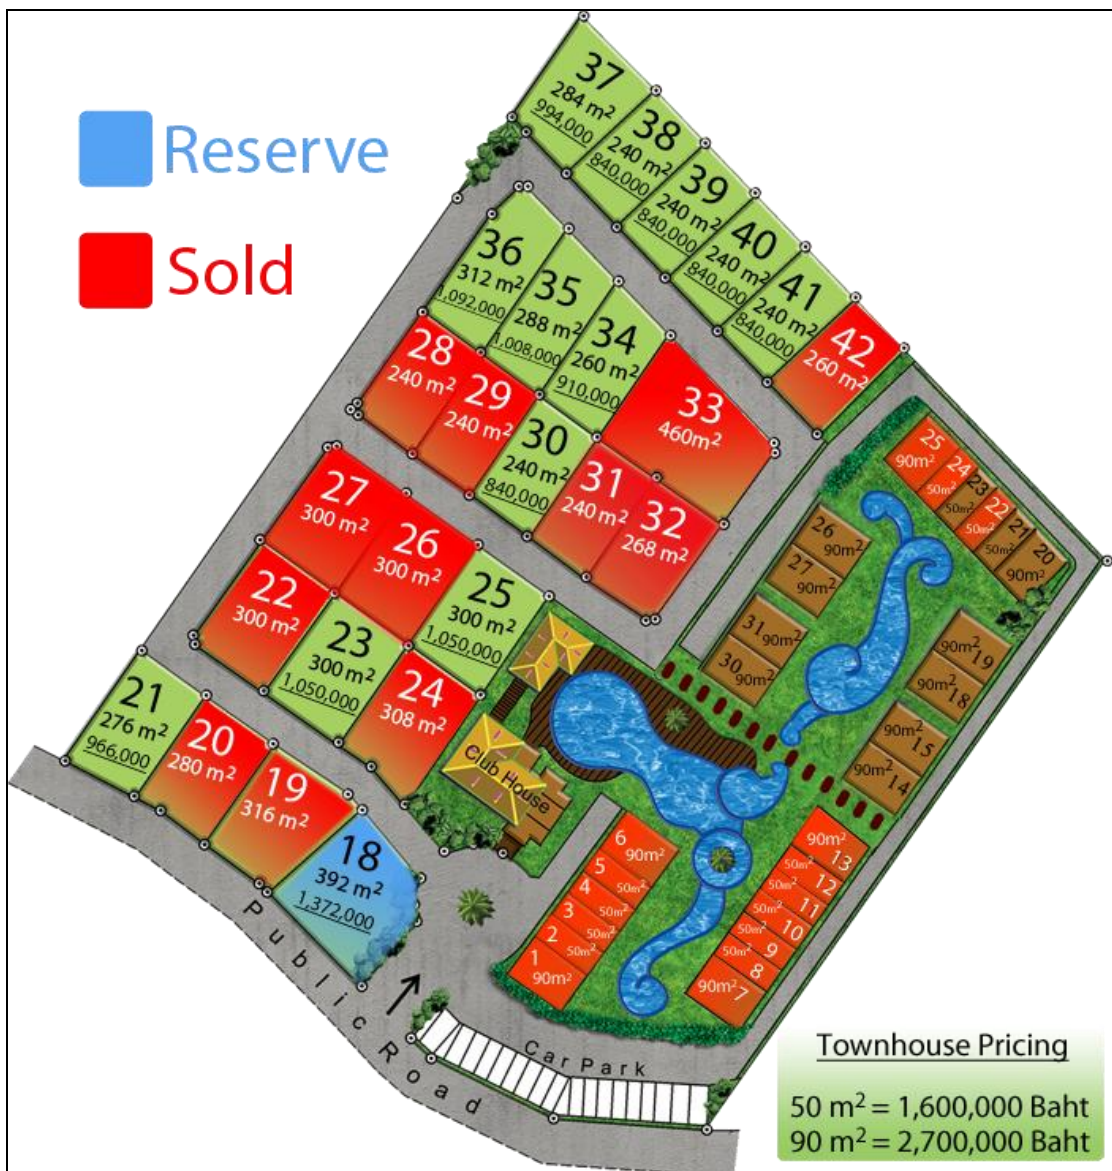 Reserve
Sold
37
284 m²
994,000
38
240 m²
840,000
39
240 m²
840,000
40
240 m²
840,000
41
240 m²
840,000
42
260 m²
36
312 m²
1,092,000
35
288 m²
1,008,000
34
260 m²
910,000
33
460m²
28
240 m²
29
240 m²
30
240 m²
840,000
31
240 m²
32
268 m²
27
300 m²
26
300 m²
25
300 m²
1,050,000
22
300 m²
23
300 m²
1,050,000
24
308 m²
21
276 m²
966,000
20
280 m²
19
316 m²
18
392 m²
1,372,000
25
90m²
24
50m²
23
50m²
22
50m²
21
50m²
20
90m²
26
90m²
27
90m²
31
90m²
30
90m²
90m² 19
90m² 18
90m² 15
90m² 14
Club House
6
90m²
5
50m²
4
50m²
3
50m²
2
50m²
1
90m²
90m²
13
50m²
12
50m²
11
50m²
10
50m²
9
50m²
8
90m² 7
Public Road
Car Park
Townhouse Pricing
50 m² = 1,600,000 Baht
90 m² = 2,700,000 Baht